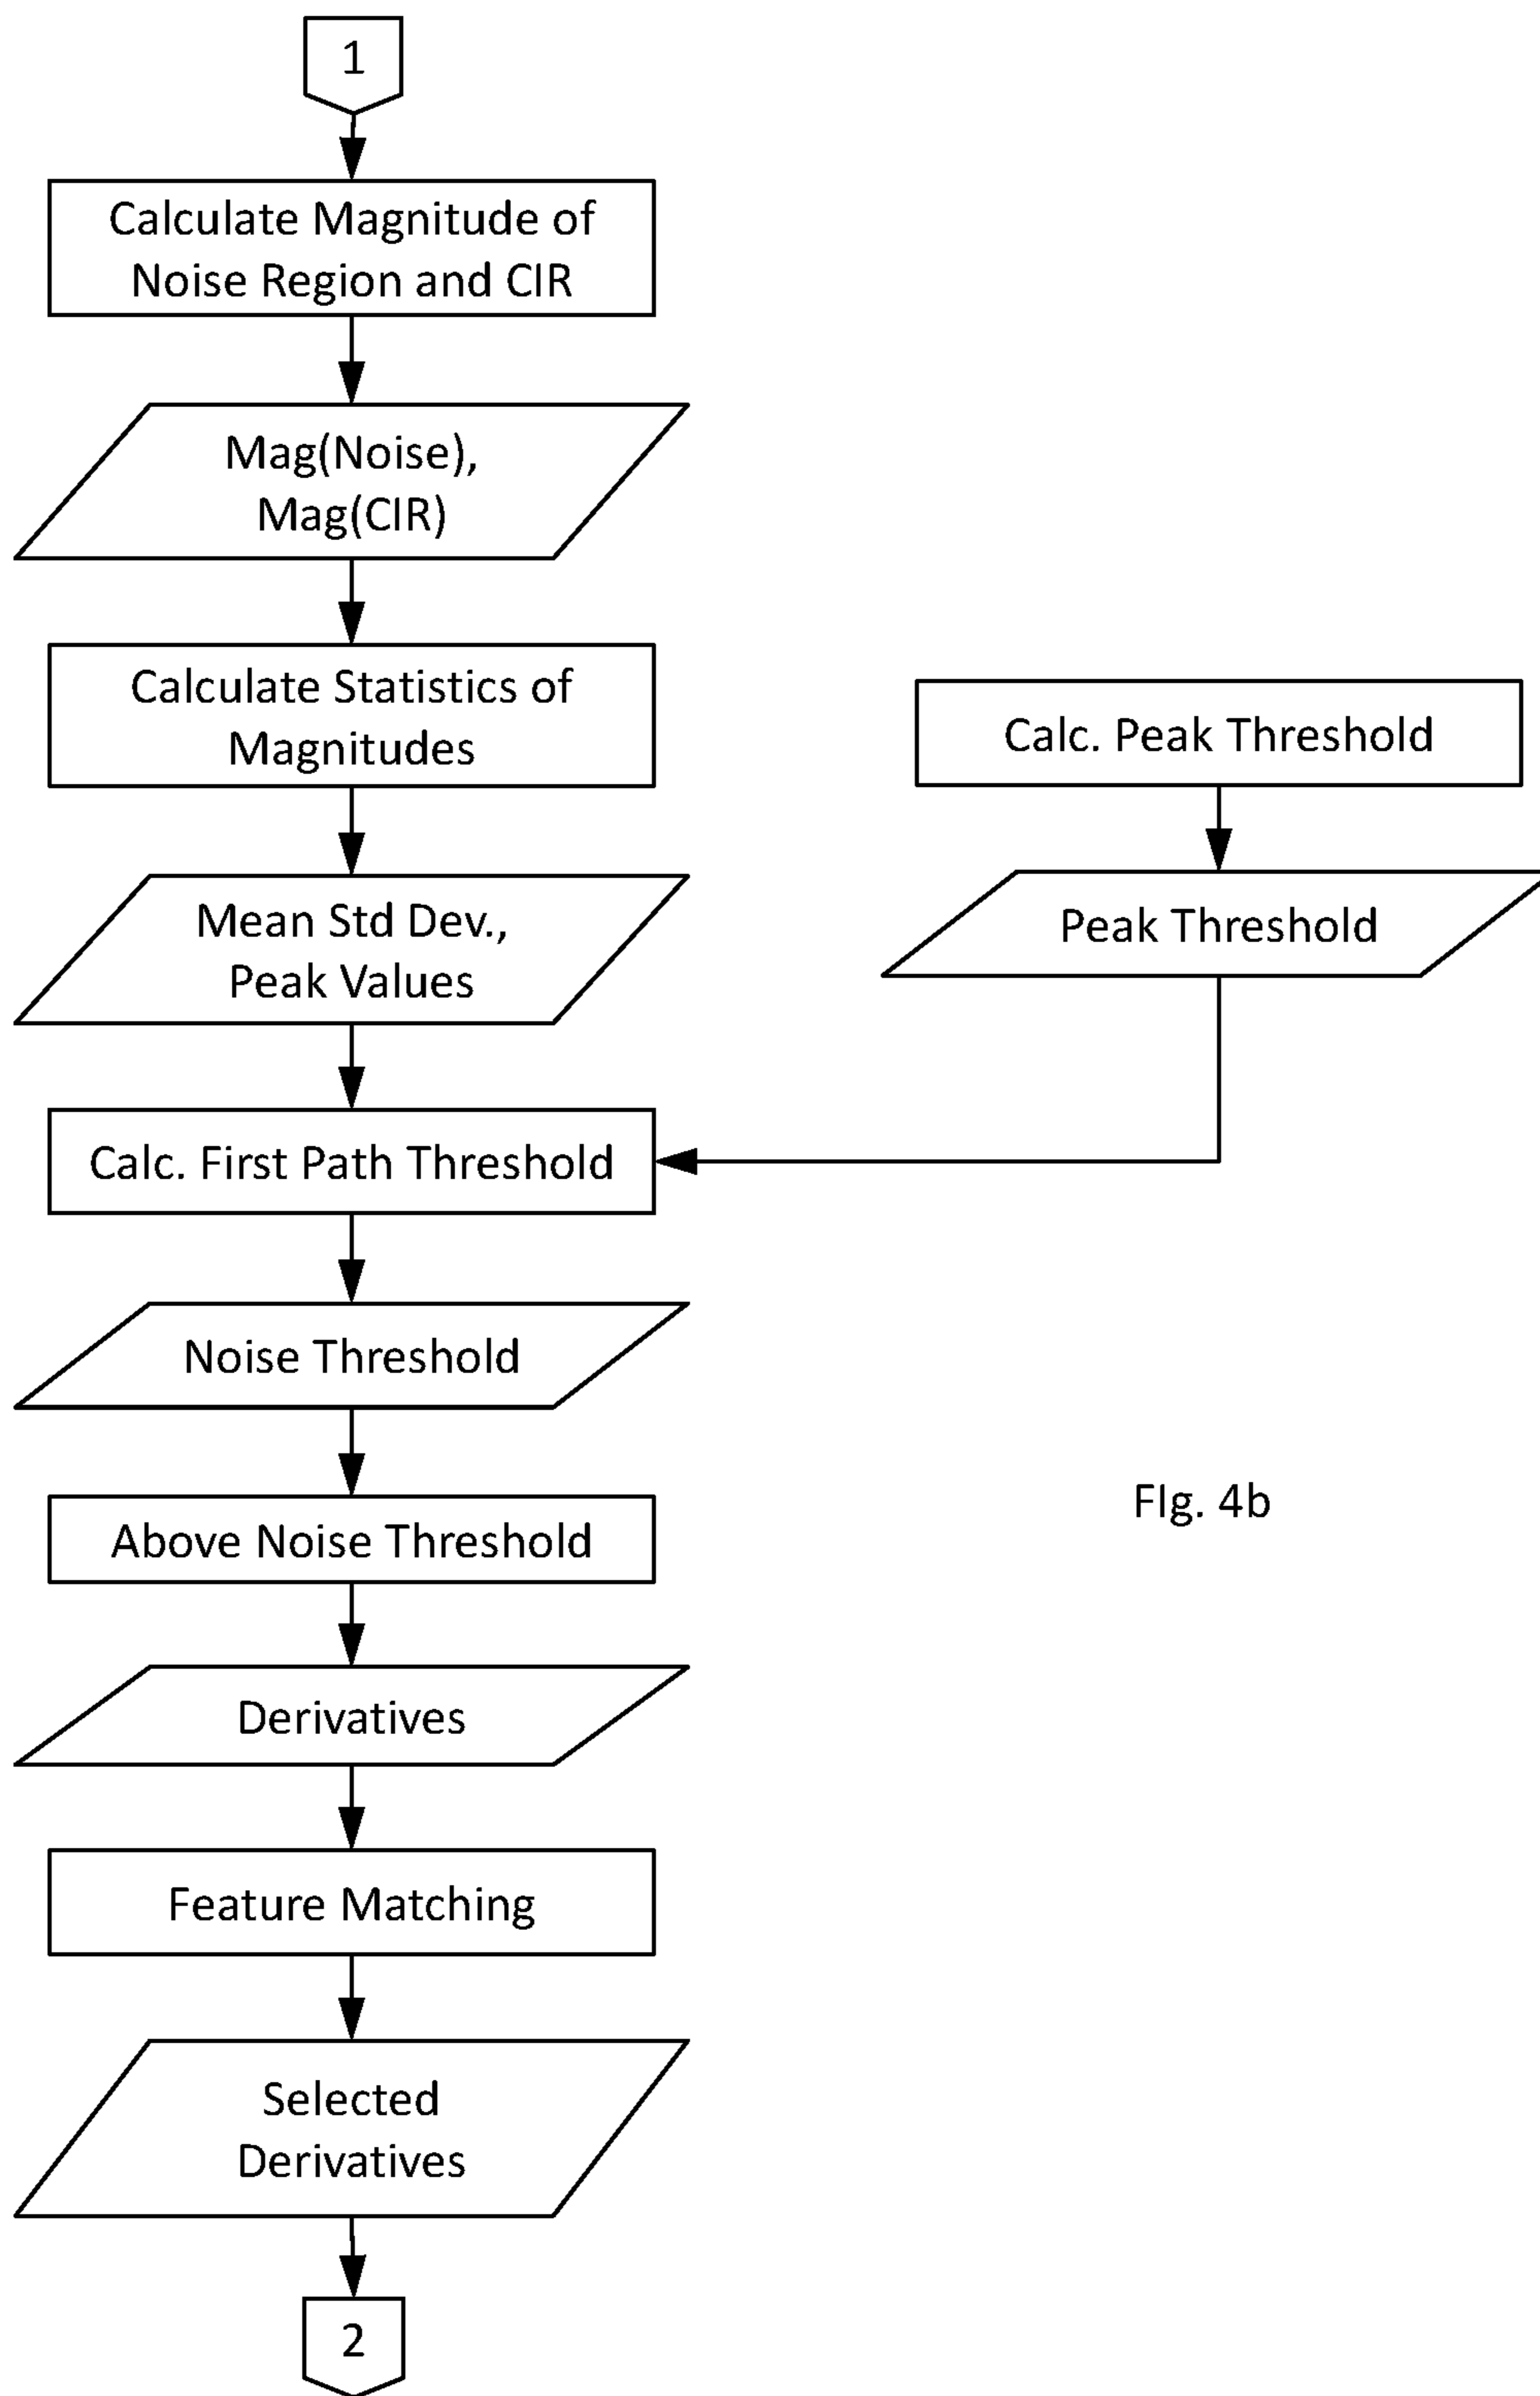 1
Calculate Magnitude of
Noise Region and CIR
Mag(Noise),
Mag(CIR)
Calculate Statistics of
Magnitudes
Calc. Peak Threshold
Mean Std Dev.,
Peak Values
Peak Threshold
Calc. First Path Threshold
Noise Threshold
Above Noise Threshold
FIg. 4b
Derivatives
Feature Matching
Selected
Derivatives
2